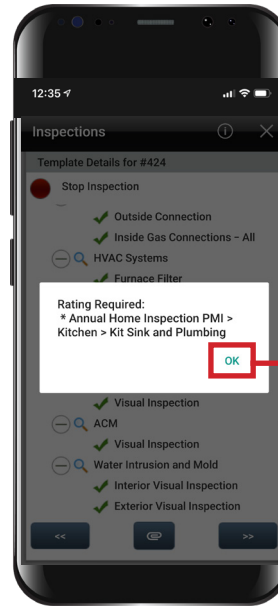 12:35
Inspections
Template Details for #424
Stop Inspection
Outside Connection
Inside Gas Connections - All
HVAC Systems
Furnace Filter
Rating Required:
* Annual Home Inspection PMI >
Kitchen > Kit Sink and Plumbing
OK
Visual Inspection
ACM
Visual Inspection
Water Intrusion and Mold
Interior Visual Inspection
Exterior Visual Inspection
<<
>>